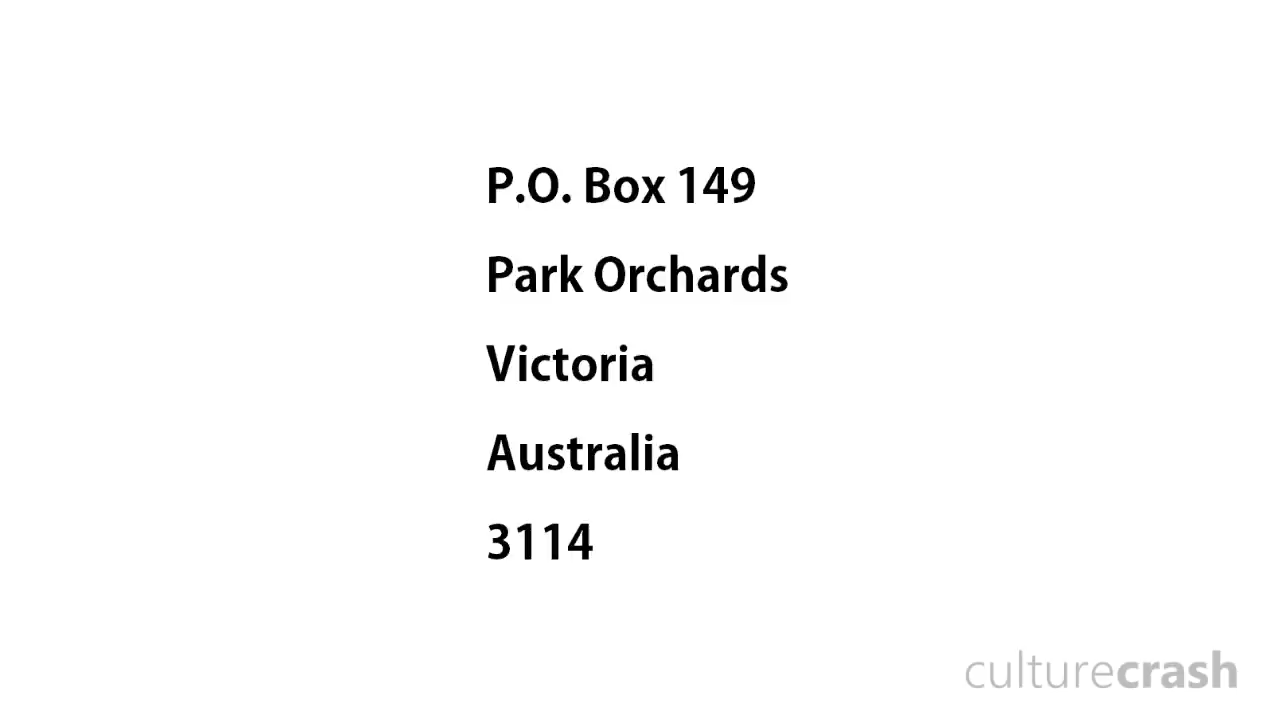 P.O. Box 149
Park Orchards
Victoria
Australia
3114
culturecrash